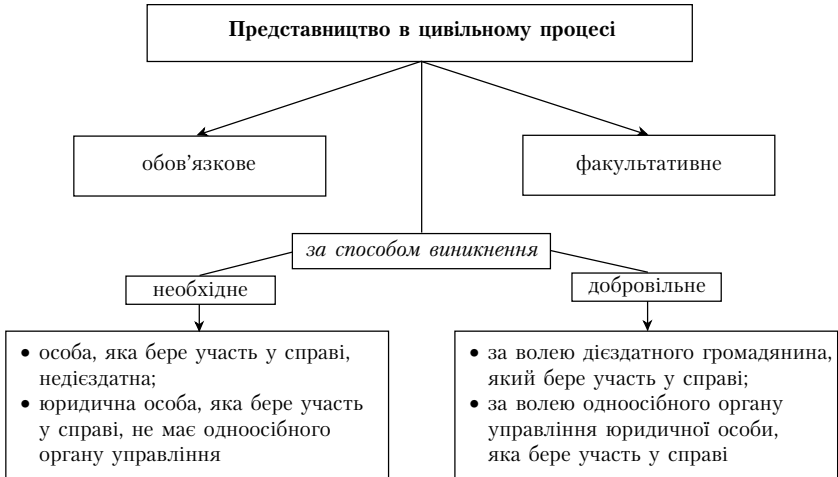 Представництво в цивільному процесі
обов’язкове
факультативне
за способом виникнення
необхідне
добровільне
• особа, яка бере участь у справі,
недієздатна;
• юридична особа, яка бере участь
у справі, не має одноосібного
органу управління
• за волею дієздатного громадянина,
який бере участь у справі;
• за волею одноосібного органу
управління юридичної особи,
яка бере участь у справі